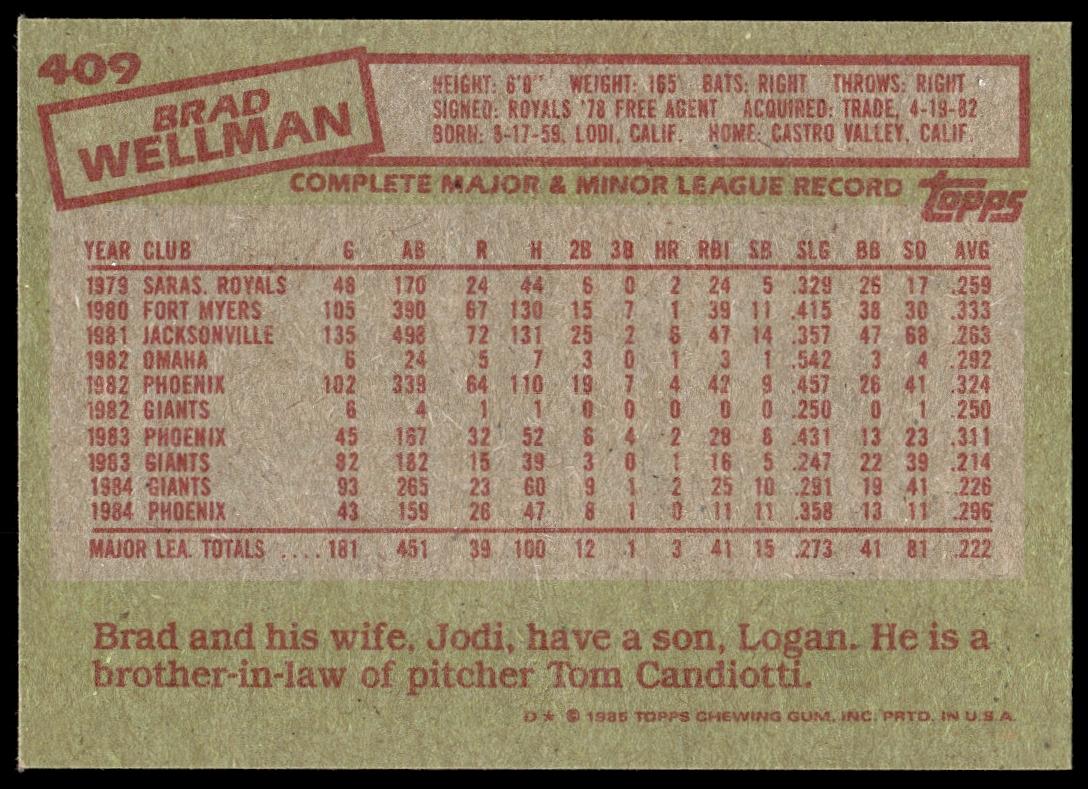 409
BRAD
WELLMAN
HEIGHT: 6'0" WEIGHT: 165 BATS: RIGHT THROWS: RIGHT
SIGNED: ROYALS '78 FREE AGENT ACQUIRED: TRADE, 4-19-82
BORN: 8-17-59, LODI, CALIF. HOME: CASTRO VALLEY, CALIF.
COMPLETE MAJOR & MINOR LEAGUE RECORD topps
YEAR CLUB G AB R H 2B 3B HR RBI SB SLG BB SO AVG
1979 SARAS. ROYALS 48 170 24 44 6 0 2 24 5 .329 26 17 .259
1980 FORT MYERS 105 390 67 130 15 7 1 39 11 .415 38 30 .333
1981 JACKSONVILLE 135 498 72 131 25 2 6 47 14 .357 47 68 .263
1982 OMAHA 6 24 5 7 3 0 1 3 1 .542 3 4 .292
1982 PHOENIX 102 339 64 110 19 7 4 42 9 .457 26 41 .324
1982 GIANTS 6 4 1 1 0 0 0 0 0 .250 0 1 .250
1983 PHOENIX 45 167 32 52 6 4 2 28 8 .431 13 23 .311
1983 GIANTS 82 182 15 39 3 0 1 16 5 .247 22 39 .214
1984 GIANTS 93 265 23 60 9 1 2 25 10 .291 19 41 .226
1984 PHOENIX 43 159 26 47 8 1 0 11 11 .358 13 11 .296
MAJOR LEA. TOTALS ....181 451 39 100 12 1 3 41 15 .273 41 81 .222
Brad and his wife, Jodi, have a son, Logan. He is a
brother-in-law of pitcher Tom Candiotti.
D★ © 1985 TOPPS CHEWING GUM, INC. PRTD. IN U.S.A.